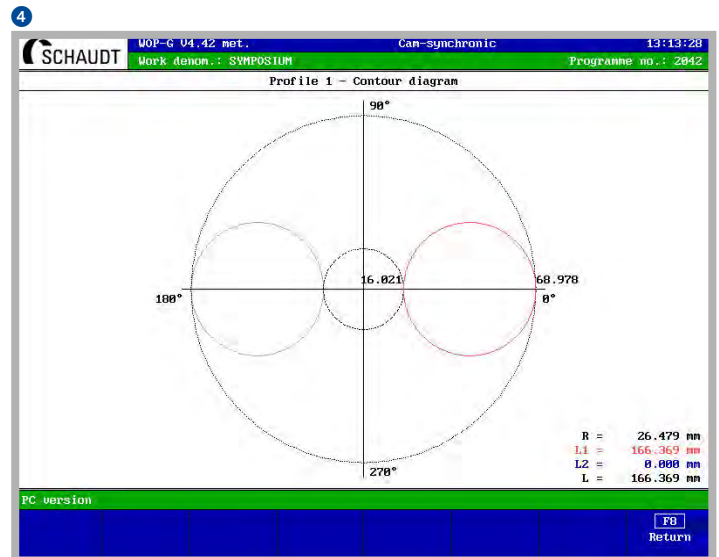 4
SCHAUDT
WOP-G V4.42 met. Cam-synchronic 13:13:28
Work denom.: SYMPOSIUM Programme no.: 2042
Profile 1 - Contour diagram
90°
16.021 68.978
180° 0°
270°
R = 26.479 mm
L1 = 166.369 mm
L2 = 0.000 mm
L = 166.369 mm
PC version
F8
Return